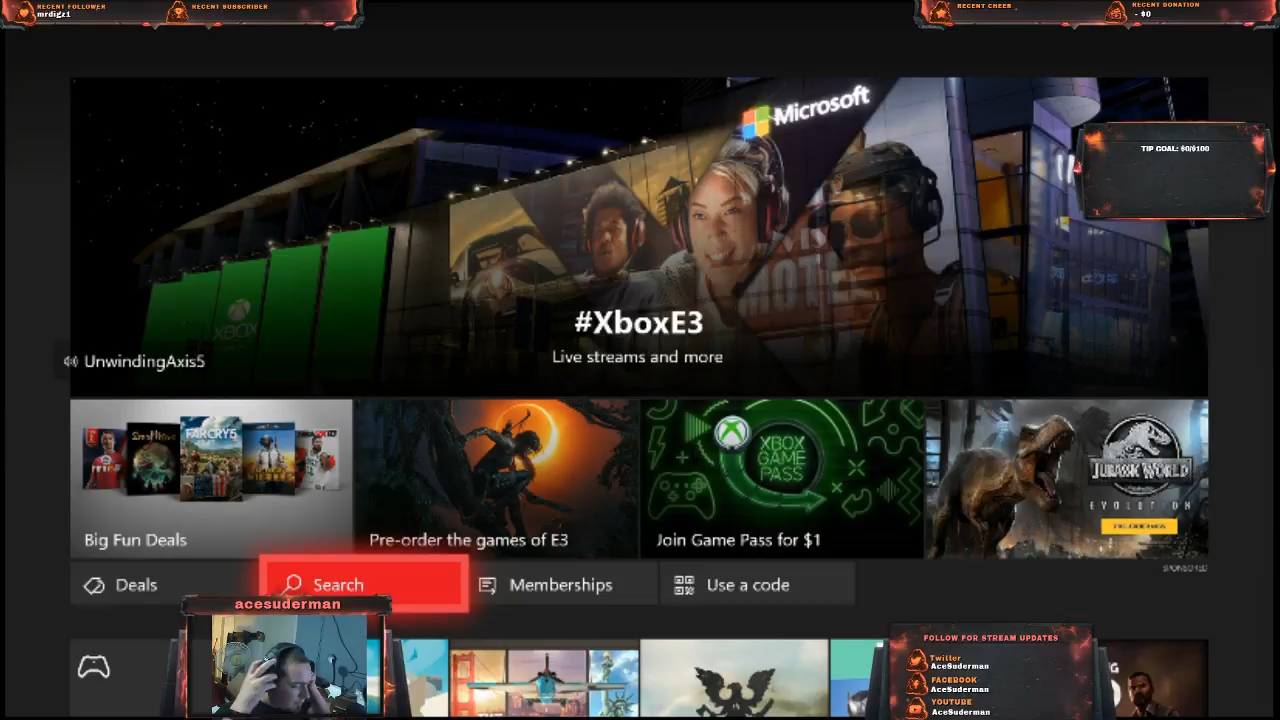 RECENT FOLLOWER
mrdigz1
RECENT SUBSCRIBER
RECENT CHEER
RECENT DONATION
- $0
Microsoft
TIP GOAL: $0/$100
XBOX
#XboxE3
Live streams and more
UnwindingAxis5
FARCRY5
XBOX
GAME
PASS
JURASSIC WORLD
EVOLUTION
Big Fun Deals
Pre-order the games of E3
Join Game Pass for $1
SPONSORED
Deals
Search
Memberships
Use a code
acesuderman
FOLLOW FOR STREAM UPDATES
Twitter
AceSuderman
FACEBOOK
AceSuderman
YOUTUBE
AceSuderman